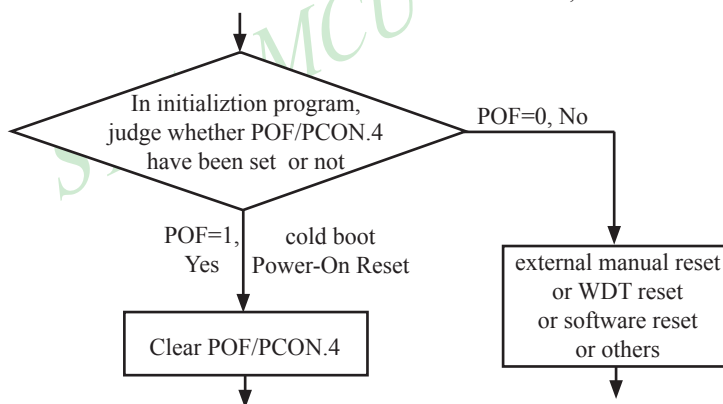 In initializtion program,
judge whether POF/PCON.4
have been set or not
POF=0, No
POF=1,
Yes
cold boot
Power-On Reset
external manual reset
or WDT reset
or software reset
or others
Clear POF/PCON.4
MCU